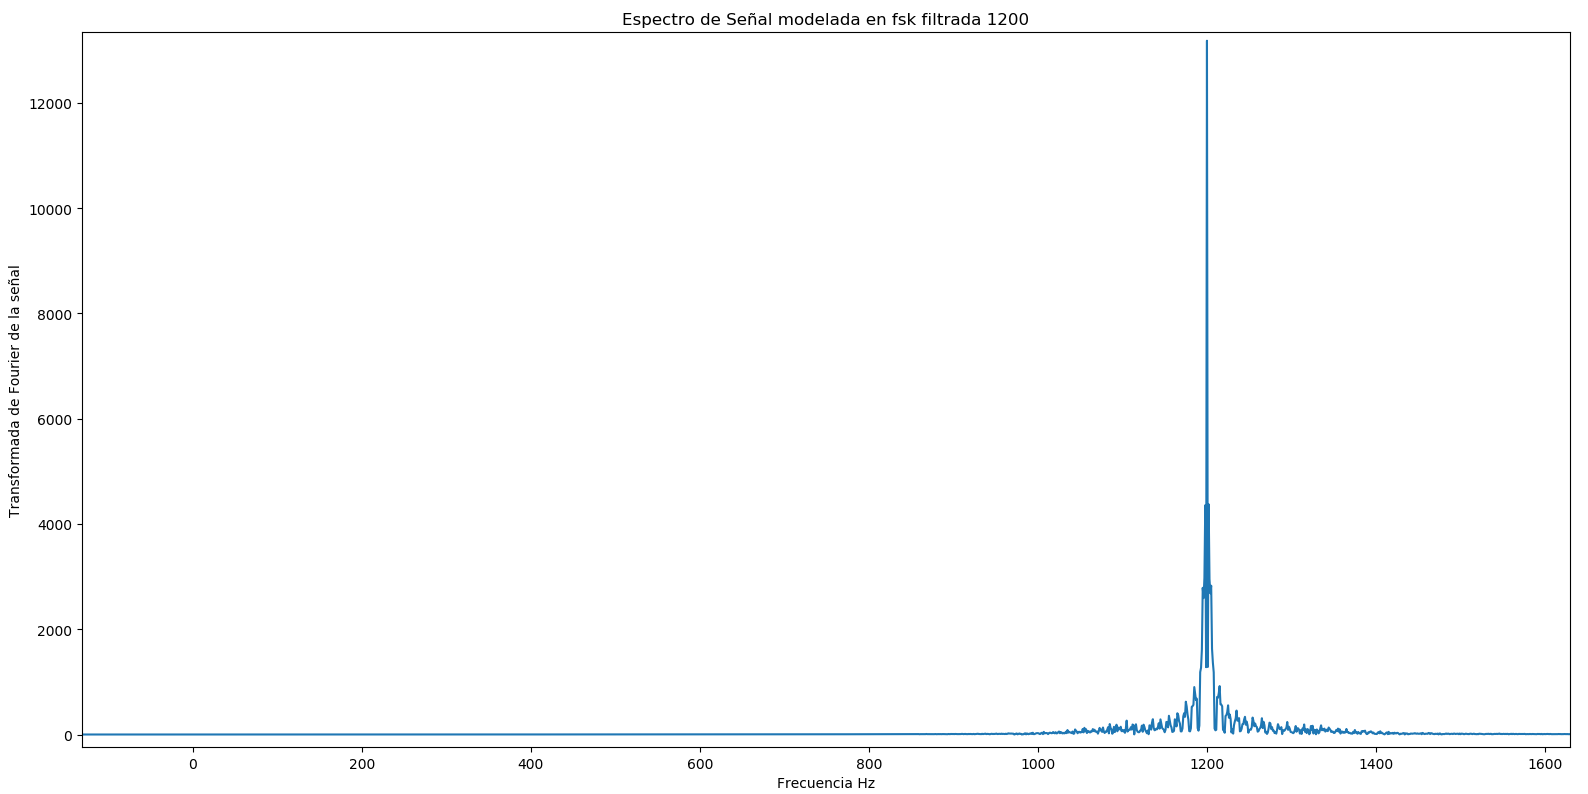 Espectro de Señal modelada en fsk filtrada 1200
Transformada de Fourier de la señal
12000
10000
8000
6000
4000
2000
0
0 200 400 600 800 1000 1200 1400 1600
Frecuencia Hz